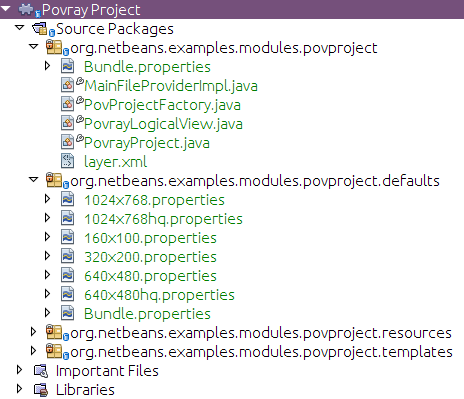 Povray Project
Source Packages
org.netbeans.examples.modules.povproject
Bundle.properties
MainFileProviderImpl.java
PovProjectFactory.java
PovrayLogicalView.java
PovrayProject.java
layer.xml
org.netbeans.examples.modules.povproject.defaults
1024x768.properties
1024x768hq.properties
160x100.properties
320x200.properties
640x480.properties
640x480hq.properties
Bundle.properties
org.netbeans.examples.modules.povproject.resources
org.netbeans.examples.modules.povproject.templates
Important Files
Libraries